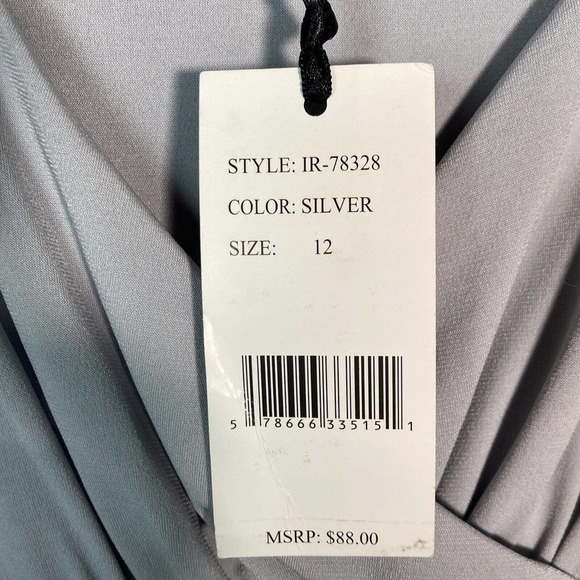 STYLE: IR-78328
COLOR: SILVER
SIZE: 12
5 78666 33515 1
MSRP: $88.00